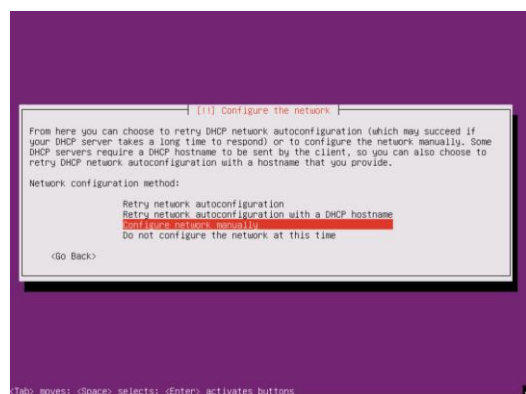 [!!] Configure the network
From here you can choose to retry DHCP network autoconfiguration (which may succeed if
your DHCP server takes a long time to respond) or to configure the network manually. Some
DHCP servers require a DHCP hostname to be sent by the client, so you can also choose to
retry DHCP network autoconfiguration with a hostname that you provide.
Network configuration method:
Retry network autoconfiguration
Retry network autoconfiguration with a DHCP hostname
Configure network manually
Do not configure the network at this time
<Go Back>
<Tab> moves; <Space> selects; <Enter> activates buttons